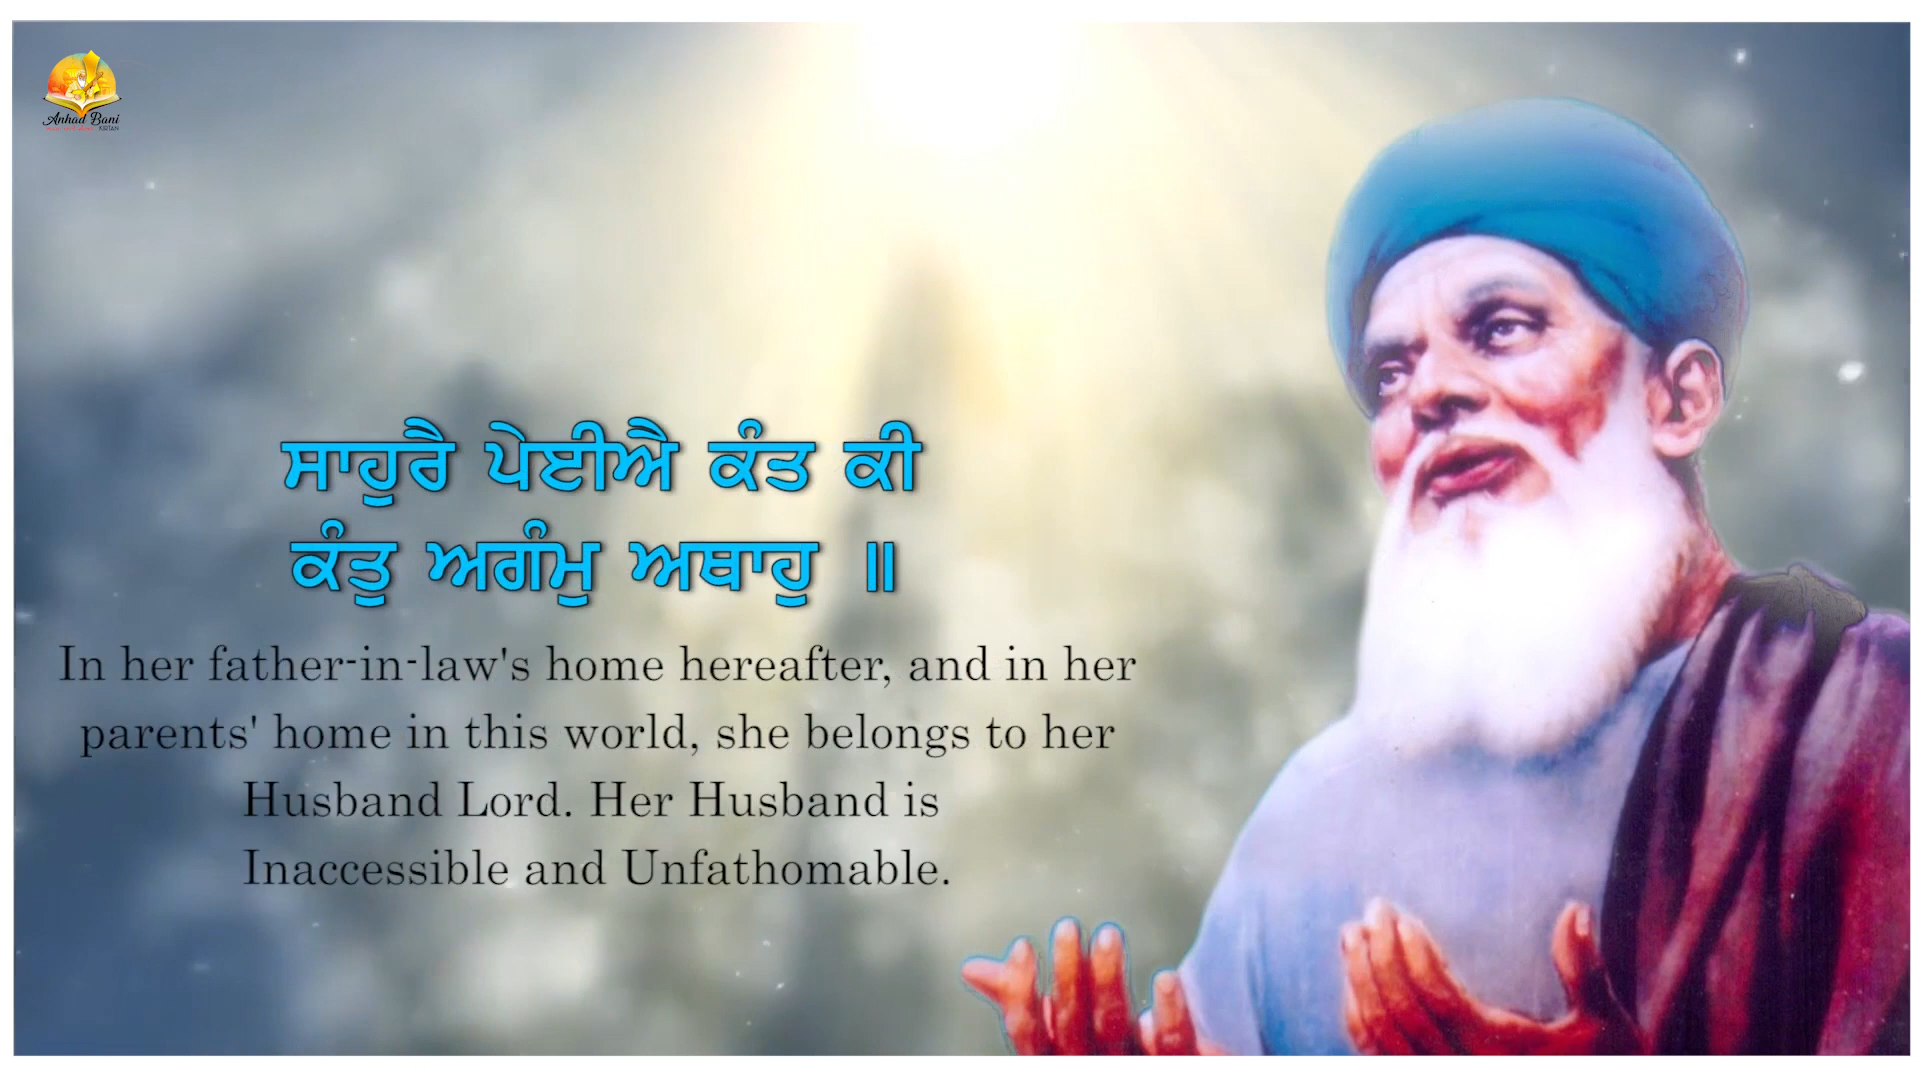 Anhad Bani
KIRTAN
ਸਾਹੁਰੈ ਪੇਈਐ ਕੰਤ ਕੀ
ਕੰਤੁ ਅਗੰਮੁ ਅਥਾਹੁ ॥
In her father-in-law's home hereafter, and in her
parents' home in this world, she belongs to her
Husband Lord. Her Husband is
Inaccessible and Unfathomable.